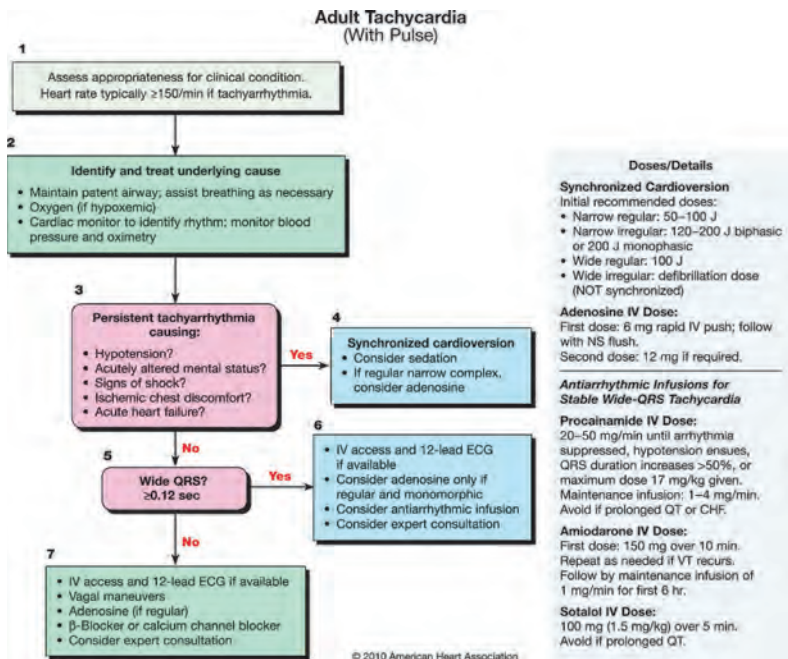 Adult Tachycardia
(With Pulse)
1
Assess appropriateness for clinical condition.
Heart rate typically ≥150/min if tachyarrhythmia.
2
Identify and treat underlying cause
• Maintain patent airway; assist breathing as necessary
• Oxygen (if hypoxemic)
• Cardiac monitor to identify rhythm; monitor blood
pressure and oximetry
3
Persistent tachyarrhythmia
causing:
• Hypotension?
• Acutely altered mental status?
• Signs of shock?
• Ischemic chest discomfort?
• Acute heart failure?
Yes
4
Synchronized cardioversion
• Consider sedation
• If regular narrow complex,
consider adenosine
No
5
Wide QRS?
≥0.12 sec
Yes
6
• IV access and 12-lead ECG
if available
• Consider adenosine only if
regular and monomorphic
• Consider antiarrhythmic infusion
• Consider expert consultation
No
7
• IV access and 12-lead ECG if available
• Vagal maneuvers
• Adenosine (if regular)
• β-Blocker or calcium channel blocker
• Consider expert consultation
Doses/Details
Synchronized Cardioversion
Initial recommended doses:
• Narrow regular: 50–100 J
• Narrow irregular: 120–200 J biphasic
or 200 J monophasic
• Wide regular: 100 J
• Wide irregular: defibrillation dose
(NOT synchronized)
Adenosine IV Dose:
First dose: 6 mg rapid IV push; follow
with NS flush.
Second dose: 12 mg if required.
Antiarrhythmic Infusions for
Stable Wide-QRS Tachycardia
Procainamide IV Dose:
20–50 mg/min until arrhythmia
suppressed, hypotension ensues,
QRS duration increases >50%, or
maximum dose 17 mg/kg given.
Maintenance infusion: 1–4 mg/min.
Avoid if prolonged QT or CHF.
Amiodarone IV Dose:
First dose: 150 mg over 10 min.
Repeat as needed if VT recurs.
Follow by maintenance infusion of
1 mg/min for first 6 hr.
Sotalol IV Dose:
100 mg (1.5 mg/kg) over 5 min.
Avoid if prolonged QT.
© 2010 American Heart Association